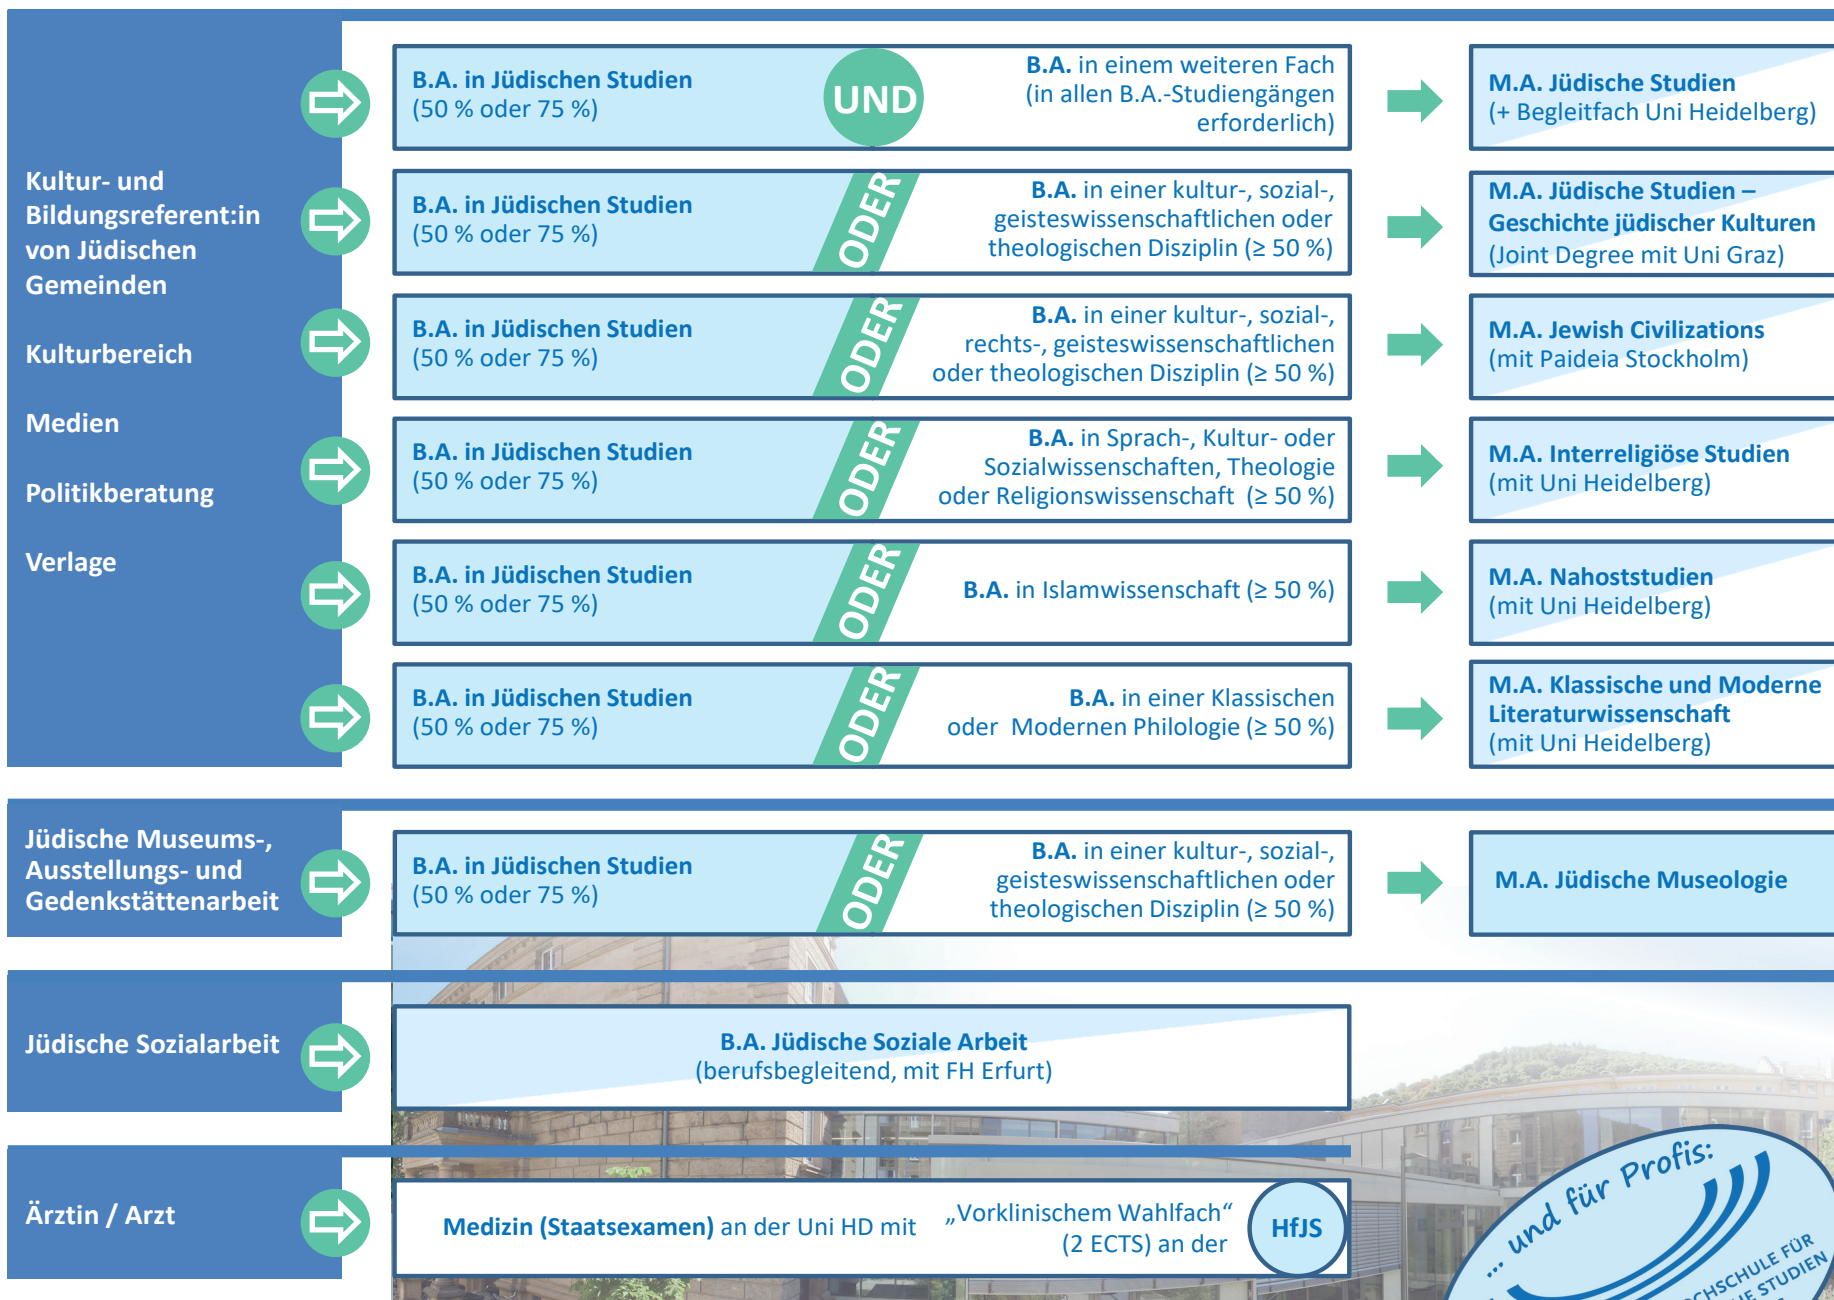 Kultur- und
Bildungsreferent:in
von Jüdischen
Gemeinden
Kulturbereich
Medien
Politikberatung
Verlage
B.A. in Jüdischen Studien
(50 % oder 75 %)
UND
B.A. in einem weiteren Fach
(in allen B.A.-Studiengängen
erforderlich)
M.A. Jüdische Studien
(+ Begleitfach Uni Heidelberg)
B.A. in Jüdischen Studien
(50 % oder 75 %)
ODER
B.A. in einer kultur-, sozial-,
geisteswissenschaftlichen oder
theologischen Disziplin (≥ 50 %)
M.A. Jüdische Studien –
Geschichte jüdischer Kulturen
(Joint Degree mit Uni Graz)
B.A. in Jüdischen Studien
(50 % oder 75 %)
ODER
B.A. in einer kultur-, sozial-,
rechts-, geisteswissenschaftlichen
oder theologischen Disziplin (≥ 50 %)
M.A. Jewish Civilizations
(mit Paideia Stockholm)
B.A. in Jüdischen Studien
(50 % oder 75 %)
ODER
B.A. in Sprach-, Kultur- oder
Sozialwissenschaften, Theologie
oder Religionswissenschaft (≥ 50 %)
M.A. Interreligiöse Studien
(mit Uni Heidelberg)
B.A. in Jüdischen Studien
(50 % oder 75 %)
ODER
B.A. in Islamwissenschaft (≥ 50 %)
M.A. Nahoststudien
(mit Uni Heidelberg)
B.A. in Jüdischen Studien
(50 % oder 75 %)
ODER
B.A. in einer Klassischen
oder Modernen Philologie (≥ 50 %)
M.A. Klassische und Moderne
Literaturwissenschaft
(mit Uni Heidelberg)
Jüdische Museums-,
Ausstellungs- und
Gedenkstättenarbeit
B.A. in Jüdischen Studien
(50 % oder 75 %)
ODER
B.A. in einer kultur-, sozial-,
geisteswissenschaftlichen oder
theologischen Disziplin (≥ 50 %)
M.A. Jüdische Museologie
Jüdische Sozialarbeit
B.A. Jüdische Soziale Arbeit
(berufsbegleitend, mit FH Erfurt)
Ärztin / Arzt
Medizin (Staatsexamen) an der Uni HD mit
„Vorklinischem Wahlfach“
(2 ECTS) an der
HfJS
... und für Profis:
CHSCHULE FÜR
HE STUDIEN